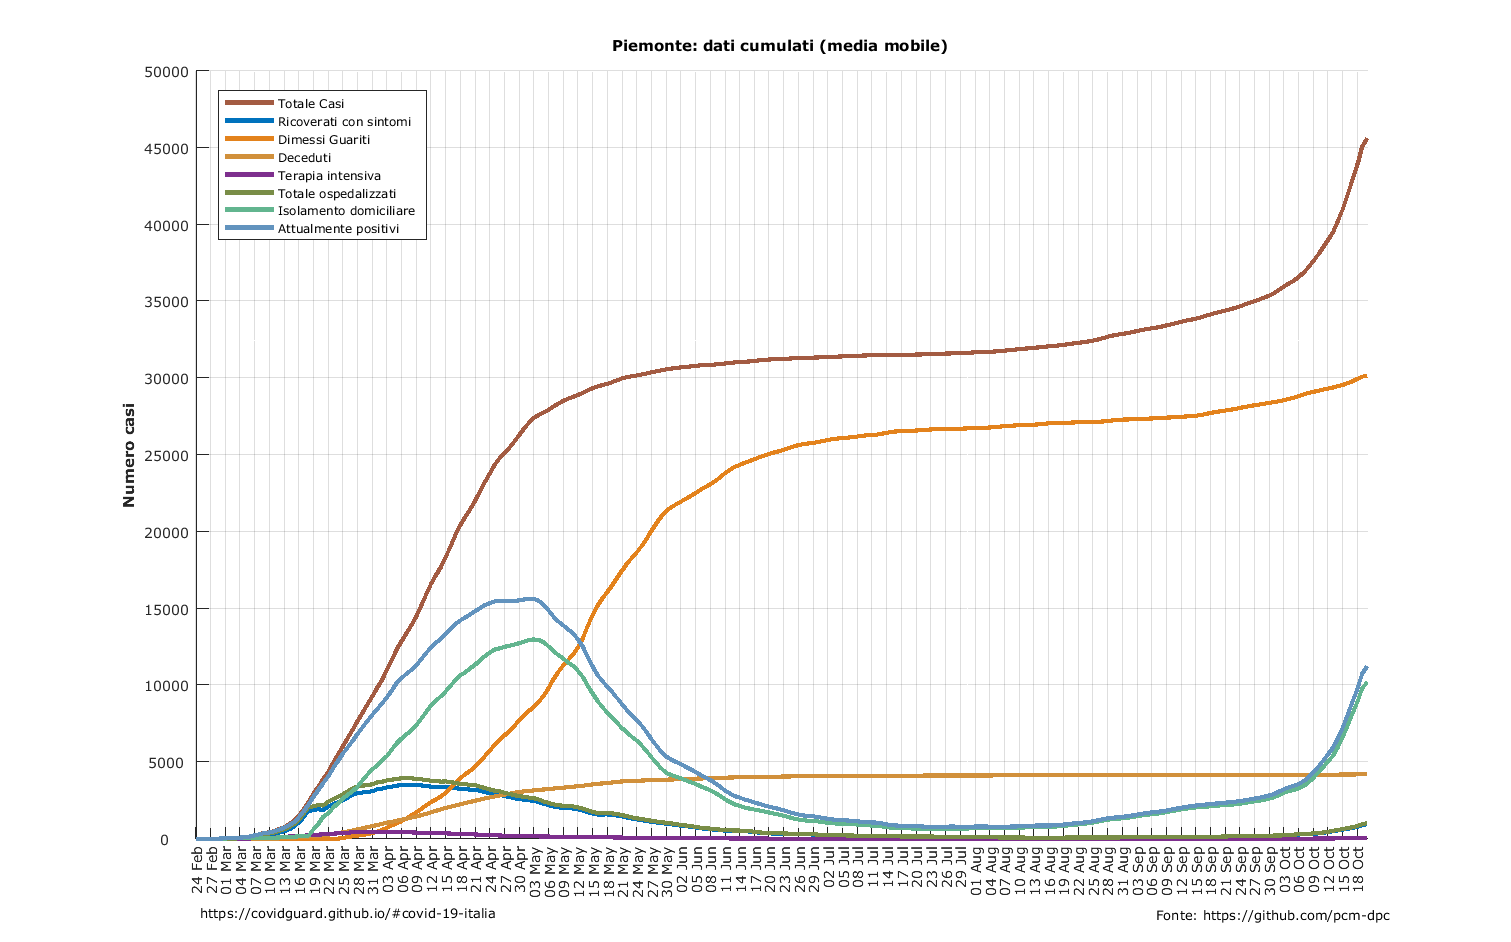 Piemonte: dati cumulati (media mobile)
50000
45000
40000
35000
30000
25000
20000
15000
10000
5000
0
Numero casi
Totale Casi
Ricoverati con sintomi
Dimessi Guariti
Deceduti
Terapia intensiva
Totale ospedalizzati
Isolamento domiciliare
Attualmente positivi
24 Feb
27 Feb
01 Mar
04 Mar
07 Mar
10 Mar
13 Mar
16 Mar
19 Mar
22 Mar
25 Mar
28 Mar
31 Mar
03 Apr
06 Apr
09 Apr
12 Apr
15 Apr
18 Apr
21 Apr
24 Apr
27 Apr
30 Apr
03 May
06 May
09 May
12 May
15 May
18 May
21 May
24 May
27 May
30 May
02 Jun
05 Jun
08 Jun
11 Jun
14 Jun
17 Jun
20 Jun
23 Jun
26 Jun
29 Jun
02 Jul
05 Jul
08 Jul
11 Jul
14 Jul
17 Jul
20 Jul
23 Jul
26 Jul
29 Jul
01 Aug
04 Aug
07 Aug
10 Aug
13 Aug
16 Aug
19 Aug
22 Aug
25 Aug
28 Aug
31 Aug
03 Sep
06 Sep
09 Sep
12 Sep
15 Sep
18 Sep
21 Sep
24 Sep
27 Sep
30 Sep
03 Oct
06 Oct
09 Oct
12 Oct
15 Oct
18 Oct
https://covidguard.github.io/#covid-19-italia
Fonte: https://github.com/pcm-dpc